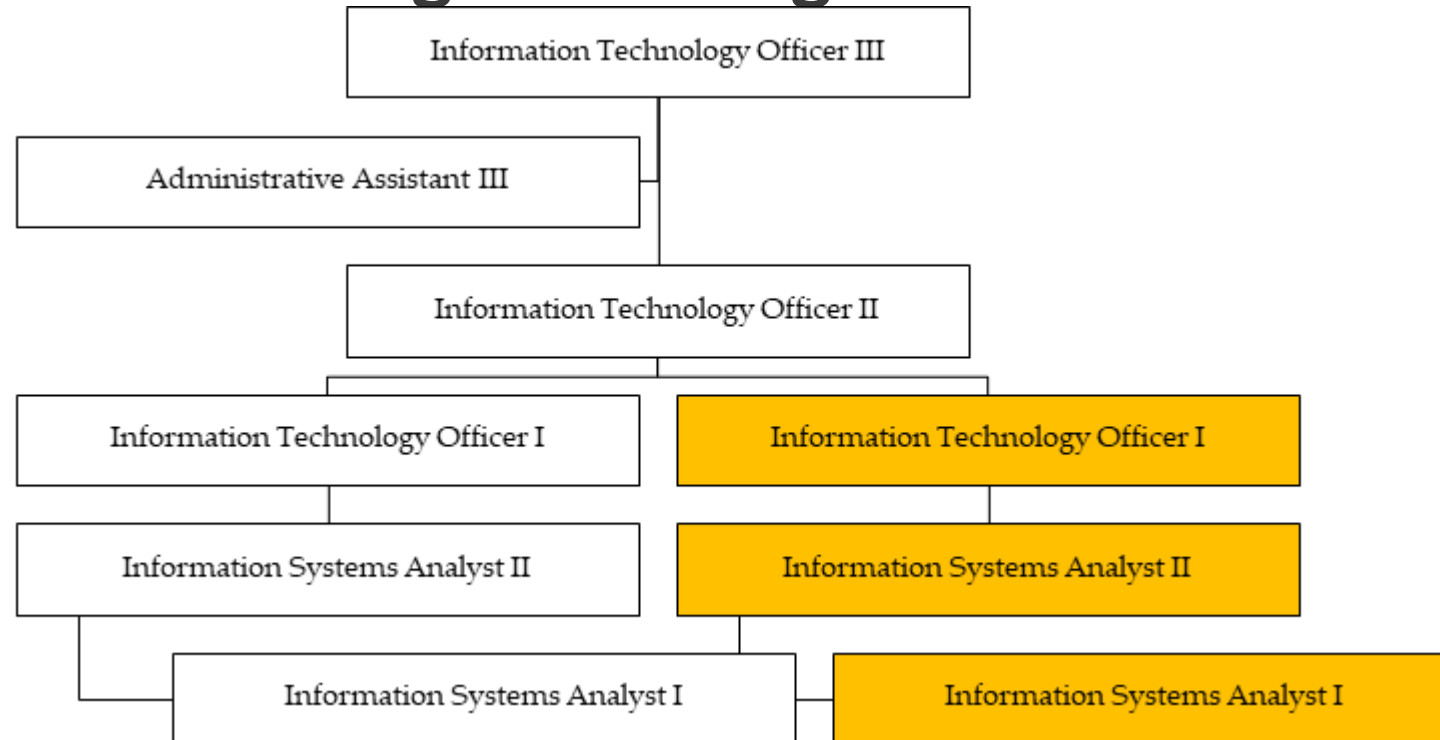 Information Technology Officer III
Administrative Assistant III
Information Technology Officer II
Information Technology Officer I
Information Technology Officer I
Information Systems Analyst II
Information Systems Analyst II
Information Systems Analyst I
Information Systems Analyst I